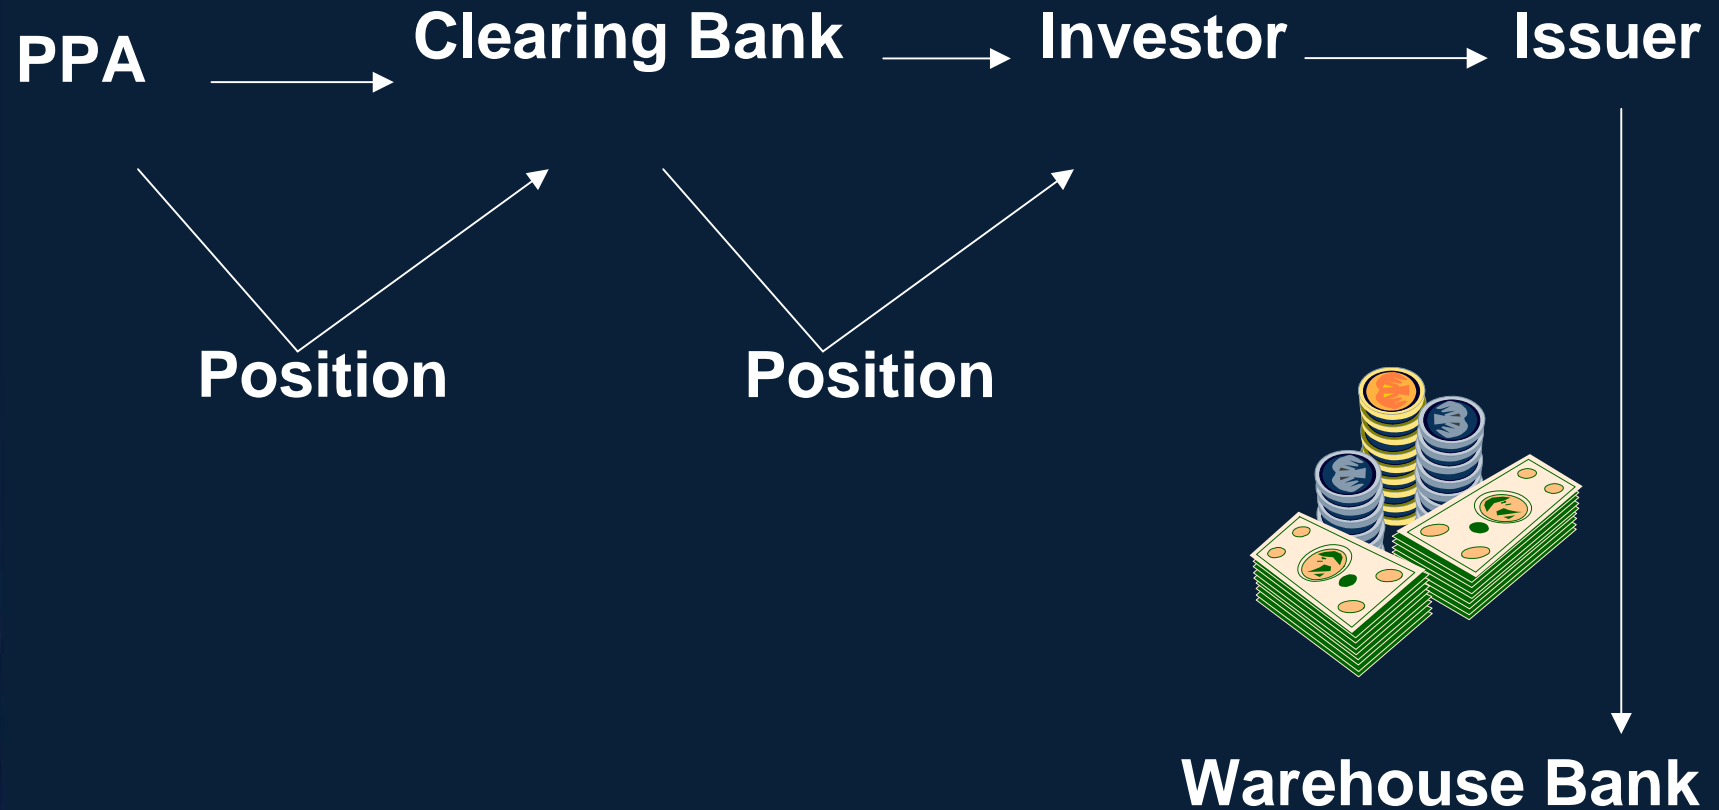 PPA
Clearing Bank
Investor
Issuer
Position
Position
Warehouse Bank